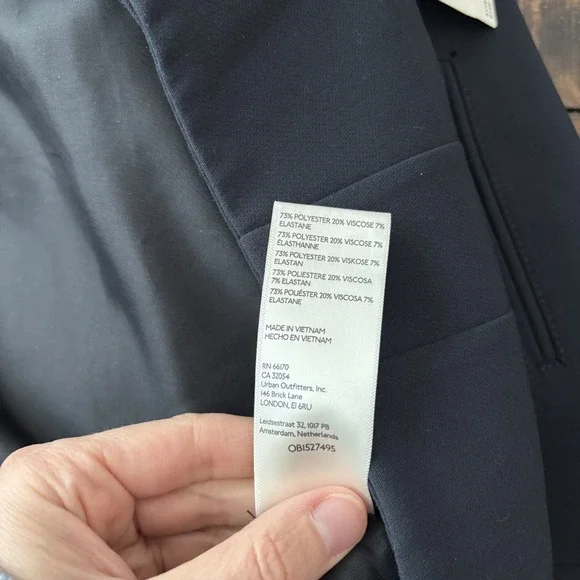 73% POLYESTER 20% VISCOSE 7%
ELASTANE
73% POLYESTER 20% VISCOSE 7%
ELASTHANNE
73% POLYESTER 20% VISKOSE 7%
ELASTAN
73% POLIESTERE 20% VISCOSA
7% ELASTAN
73% POLIÉSTER 20% VISCOSA 7%
ELASTANE
MADE IN VIETNAM
HECHO EN VIETNAM
RN 66170
CA 32054
Urban Outfitters, Inc.
146 Brick Lane
LONDON, E1 6RU
Leidsestraat 32, 1017 PB
Amsterdam, Netherlands
OB1527495